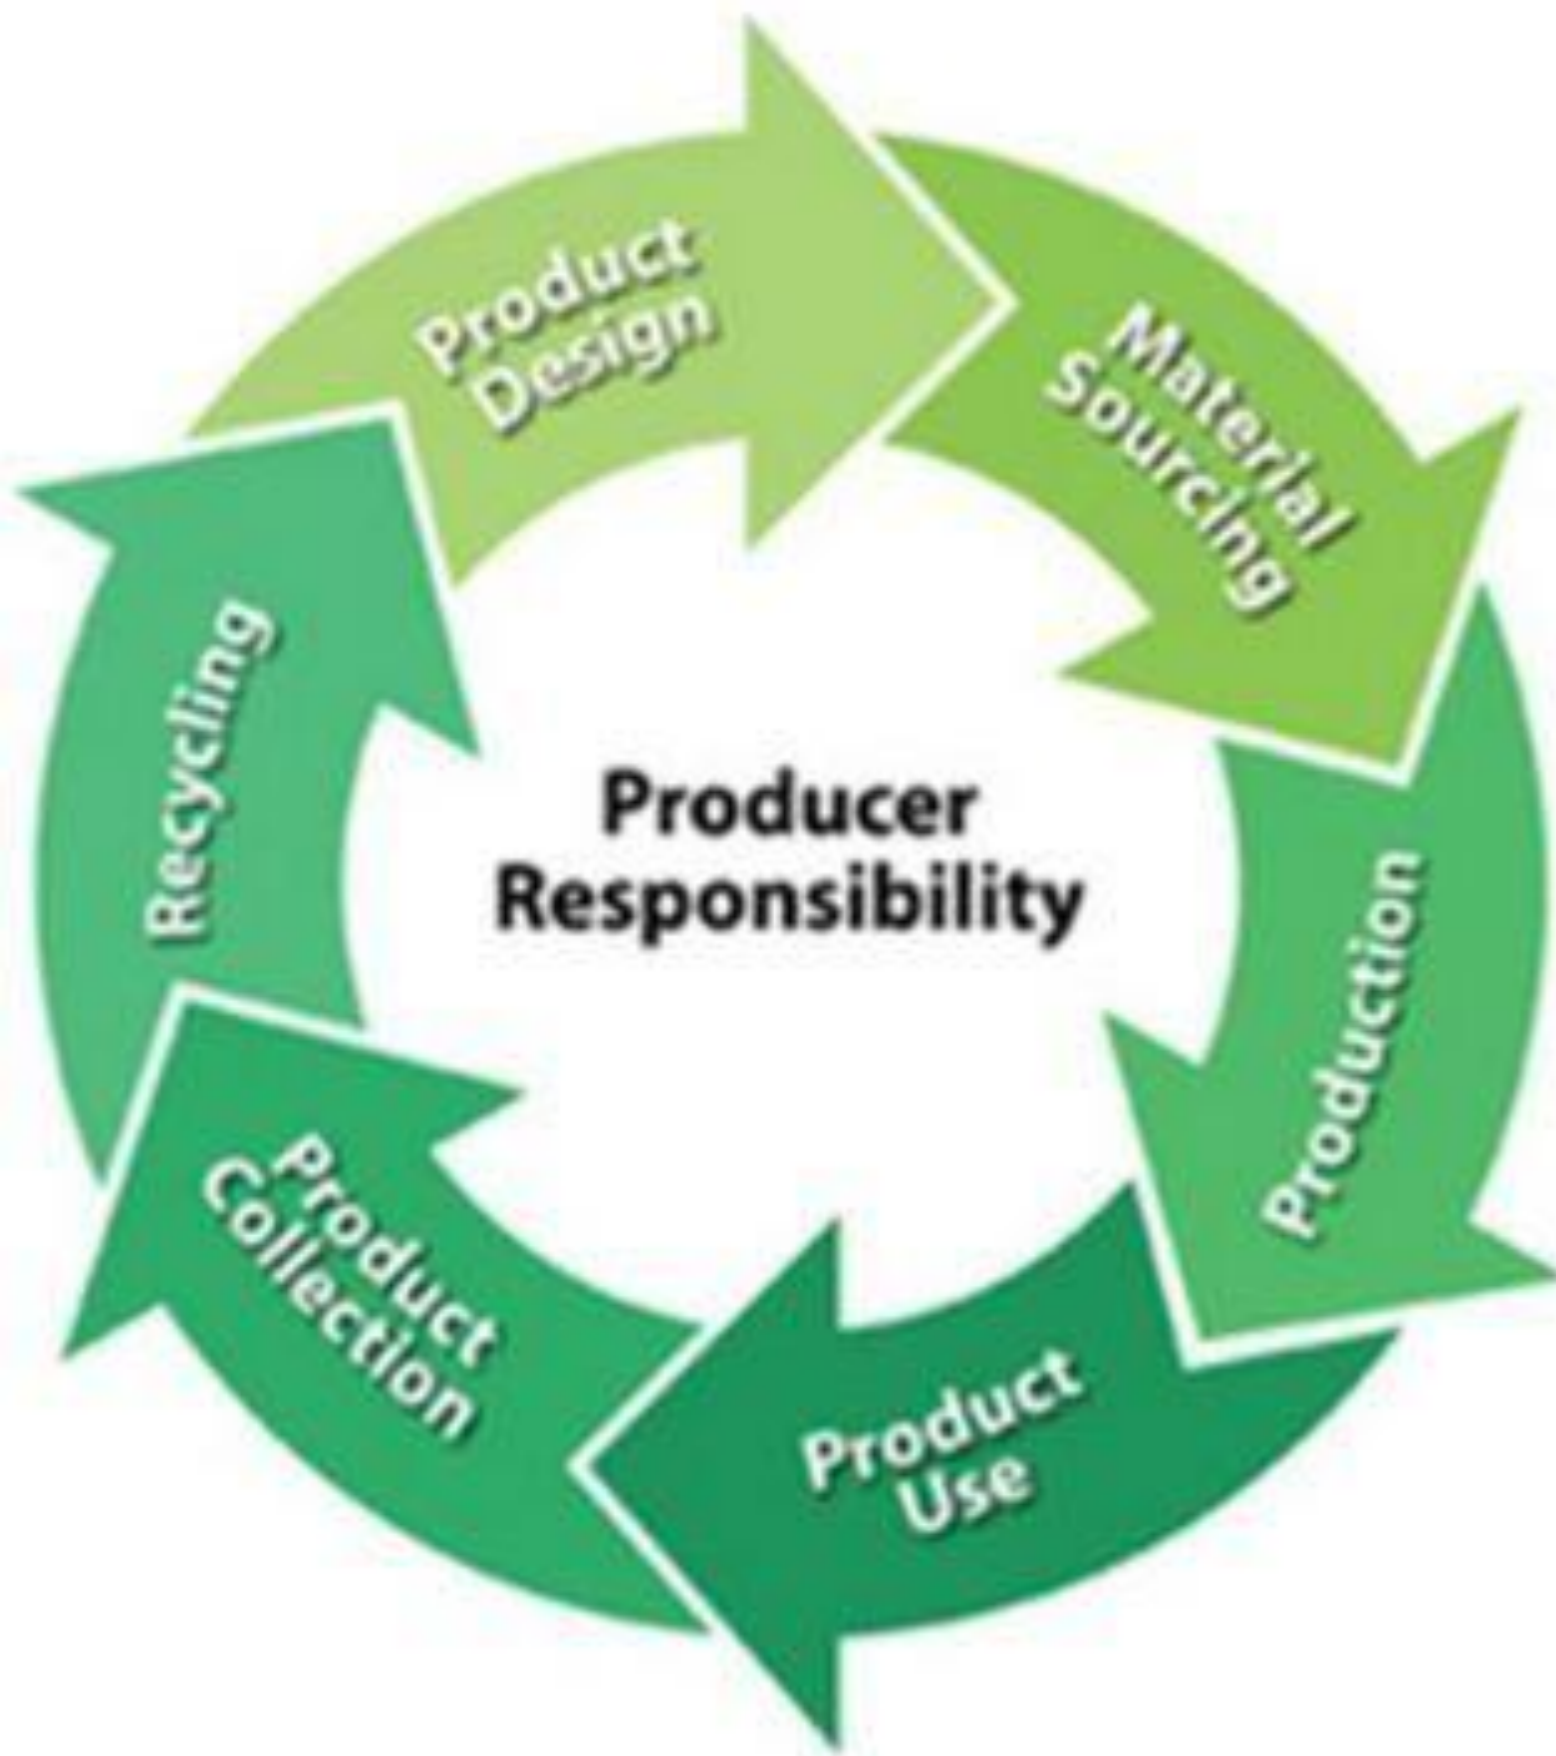 Product
Design
Material
Sourcing
Production
Product
Use
Product
Collection
Recycling
Producer
Responsibility